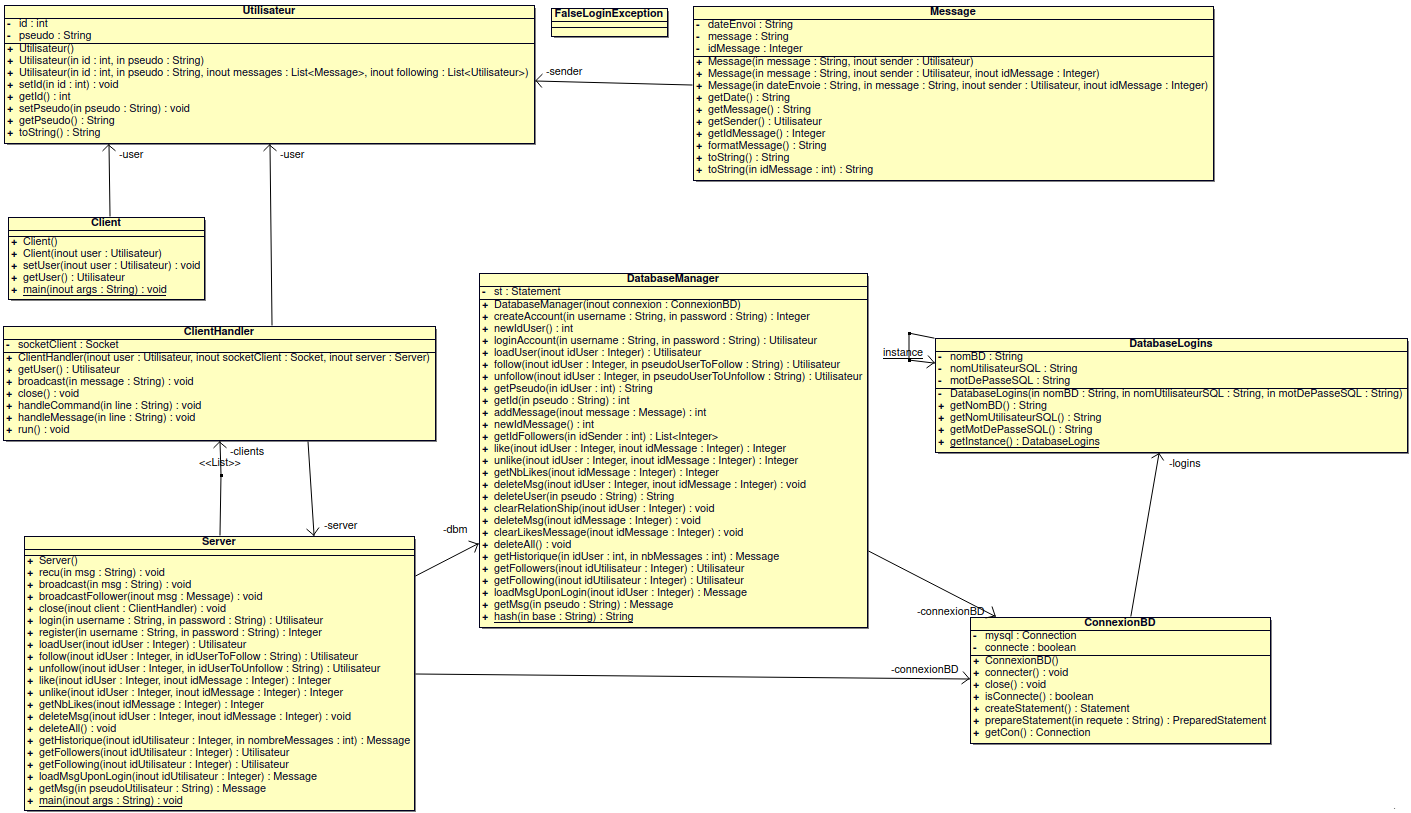 Utilisateur
- id : int
- pseudo : String
+ Utilisateur()
+ Utilisateur(in id : int, in pseudo : String)
+ Utilisateur(in id : int, in pseudo : String, inout messages : List<Message>, inout following : List<Utilisateur>)
+ setId(in id : int) : void
+ getId() : int
+ setPseudo(in pseudo : String) : void
+ getPseudo() : String
+ toString() : String
FalseLoginException
Message
- dateEnvoi : String
- message : String
- idMessage : Integer
+ Message(in message : String, inout sender : Utilisateur)
+ Message(in message : String, inout sender : Utilisateur, inout idMessage : Integer)
+ Message(in dateEnvoie : String, in message : String, inout sender : Utilisateur, inout idMessage : Integer)
+ getDate() : String
+ getMessage() : String
+ getSender() : Utilisateur
+ getIdMessage() : Integer
+ formatMessage() : String
+ toString() : String
+ toString(in idMessage : int) : String
-sender
-user
-user
Client
+ Client()
+ Client(inout user : Utilisateur)
+ setUser(inout user : Utilisateur) : void
+ getUser() : Utilisateur
+ main(inout args : String) : void
ClientHandler
- socketClient : Socket
+ ClientHandler(inout user : Utilisateur, inout socketClient : Socket, inout server : Server)
+ getUser() : Utilisateur
+ broadcast(in message : String) : void
+ close() : void
+ handleCommand(in line : String) : void
+ handleMessage(in line : String) : void
+ run() : void
-clients
<<List>>
-server
Server
+ Server()
+ recu(in msg : String) : void
+ broadcast(in msg : String) : void
+ broadcastFollower(inout msg : Message) : void
+ close(inout client : ClientHandler) : void
+ login(in username : String, in password : String) : Utilisateur
+ register(in username : String, in password : String) : Integer
+ loadUser(inout idUser : Integer) : Utilisateur
+ follow(inout idUser : Integer, in idUserToFollow : String) : Utilisateur
+ unfollow(inout idUser : Integer, in idUserToUnfollow : String) : Utilisateur
+ like(inout idUser : Integer, inout idMessage : Integer) : Integer
+ unlike(inout idUser : Integer, inout idMessage : Integer) : Integer
+ getNbLikes(inout idMessage : Integer) : Integer
+ deleteMsg(inout idUser : Integer, inout idMessage : Integer) : void
+ deleteAll() : void
+ getHistorique(inout idUtilisateur : Integer, in nombreMessages : int) : Message
+ getFollowers(inout idUtilisateur : Integer) : Utilisateur
+ getFollowing(inout idUtilisateur : Integer) : Utilisateur
+ loadMsgUponLogin(inout idUtilisateur : Integer) : Message
+ getMsg(in pseudoUtilisateur : String) : Message
+ main(inout args : String) : void
-dbm
DatabaseManager
- st : Statement
+ DatabaseManager(inout connexion : ConnexionBD)
+ createAccount(in username : String, in password : String) : Integer
+ newIdUser() : int
+ loginAccount(in username : String, in password : String) : Utilisateur
+ loadUser(inout idUser : Integer) : Utilisateur
+ follow(inout idUser : Integer, in pseudoUserToFollow : String) : Utilisateur
+ unfollow(inout idUser : Integer, in pseudoUserToUnfollow : String) : Utilisateur
+ getPseudo(in idUser : int) : String
+ getId(in pseudo : String) : int
+ addMessage(inout message : Message) : int
+ newIdMessage() : int
+ getIdFollowers(in idSender : int) : List<Integer>
+ like(inout idUser : Integer, inout idMessage : Integer) : Integer
+ unlike(inout idUser : Integer, inout idMessage : Integer) : Integer
+ getNbLikes(inout idMessage : Integer) : Integer
+ deleteMsg(inout idUser : Integer, inout idMessage : Integer) : void
+ deleteUser(in pseudo : String) : String
+ clearRelationShip(inout idUser : Integer) : void
+ deleteMsg(inout idMessage : Integer) : void
+ clearLikesMessage(inout idMessage : Integer) : void
+ deleteAll() : void
+ getHistorique(in idUser : int, in nbMessages : int) : Message
+ getFollowers(inout idUtilisateur : Integer) : Utilisateur
+ getFollowing(inout idUtilisateur : Integer) : Utilisateur
+ loadMsgUponLogin(inout idUser : Integer) : Message
+ getMsg(in pseudo : String) : Message
+ hash(in base : String) : String
instance
DatabaseLogins
- nomBD : String
- nomUtilisateurSQL : String
- motDePasseSQL : String
- DatabaseLogins(in nomBD : String, in nomUtilisateurSQL : String, in motDePasseSQL : String)
+ getNomBD() : String
+ getNomUtilisateurSQL() : String
+ getMotDePasseSQL() : String
+ getInstance() : DatabaseLogins
-logins
-connexionBD
-connexionBD
ConnexionBD
- mysql : Connection
- connecte : boolean
+ ConnexionBD()
+ connecter() : void
+ close() : void
+ isConnecte() : boolean
+ createStatement() : Statement
+ prepareStatement(in requete : String) : PreparedStatement
+ getCon() : Connection